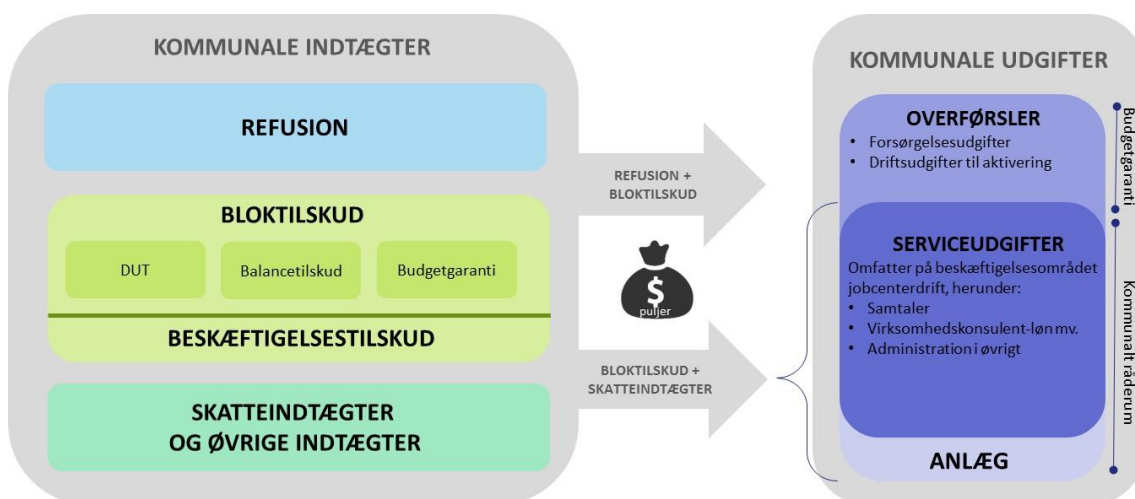 KOMMUNALE INDTÆGTER
REFUSION
BLOKTILSKUD
DUT
Balancetilskud
Budgetgaranti
BESKÆFTIGELSESTILSKUD
SKATTEINDTÆGTER
OG ØVRIGE INDTÆGTER
REFUSION +
BLOKTILSKUD
$
puljer
BLOKTILSKUD +
SKATTEINDTÆGTER
KOMMUNALE UDGIFTER
OVERFØRSLER
• Forsørgelsesudgifter
• Driftsudgifter til aktivering
SERVICEUDGIFTER
Omfatter på beskæftigelsesområdet
jobcenterdrift, herunder:
• Samtaler
• Virksomhedskonsulent-løn mv.
• Administration i øvrigt
ANLÆG
Budgetgaranti
Kommunalt råderum